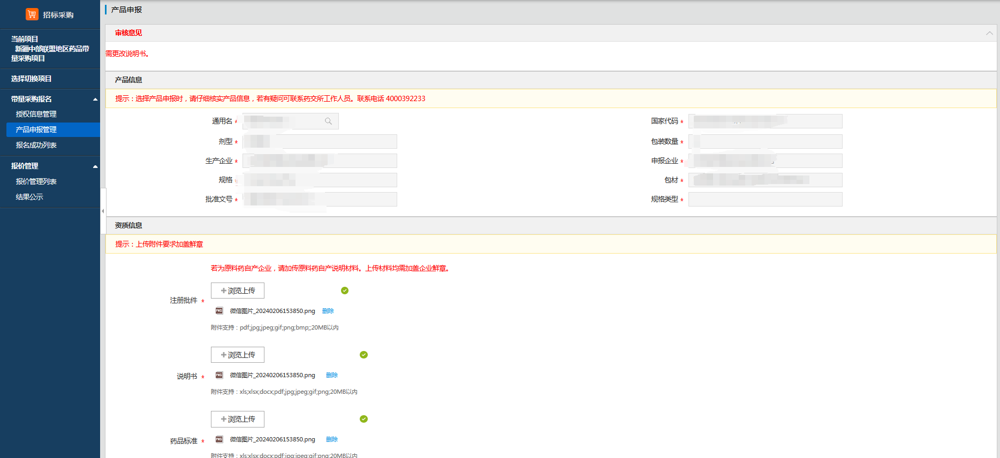 招标采购
当前项目
新疆中部联盟地区药品带
量采购项目
选择切换项目
带量采购报名
授权信息管理
产品申报管理
报名成功列表
报价管理
报价管理列表
结果公示
产品申报
审核意见
需更改说明书。
产品信息
提示：选择产品申报时，请仔细核实产品信息，若有疑问可联系药交所工作人员。联系电话 4000392233
通用名 *
国家代码 *
剂型 *
包装数量 *
生产企业 *
申报企业 *
规格
包材 *
批准文号 *
规格类型 *
资质信息
提示：上传附件要求加盖鲜章
若为原料药自产企业，请加传原料药自产说明材料。上传材料均需加盖企业鲜章。
浏览上传
注册批件 *
PNG 微信图片_20240206153850.png 删除
附件支持：pdf;jpg;jpeg;gif;png;bmp;;20MB以内
浏览上传
说明书 *
PNG 微信图片_20240206153850.png 删除
附件支持：xls;xlsx;docx;pdf;jpg;jpeg;gif;png;20MB以内
浏览上传
药品标准 *
PNG 微信图片_20240206153850.png 删除
附件支持：xls;xlsx;docx;pdf;jpg;jpeg;gif;png;20MB以内